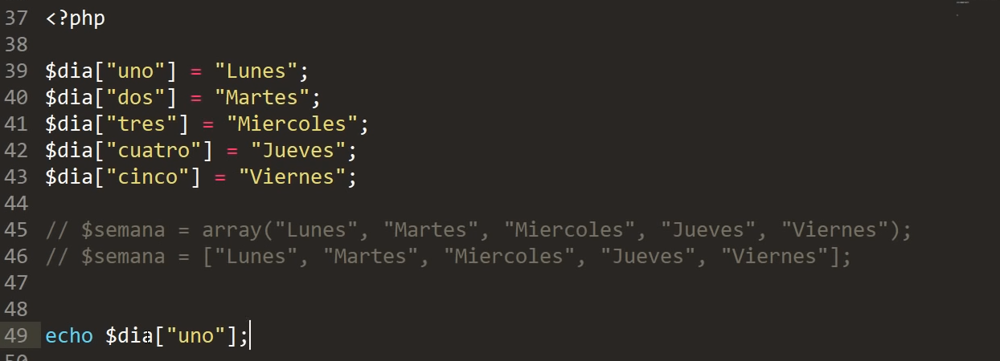 37 <?php
38
39 $dia["uno"] = "Lunes";
40 $dia["dos"] = "Martes";
41 $dia["tres"] = "Miercoles";
42 $dia["cuatro"] = "Jueves";
43 $dia["cinco"] = "Viernes";
44
45 // $semana = array("Lunes", "Martes", "Miercoles", "Jueves", "Viernes");
46 // $semana = ["Lunes", "Martes", "Miercoles", "Jueves", "Viernes"];
47
48
49 echo $dia["uno"];
50